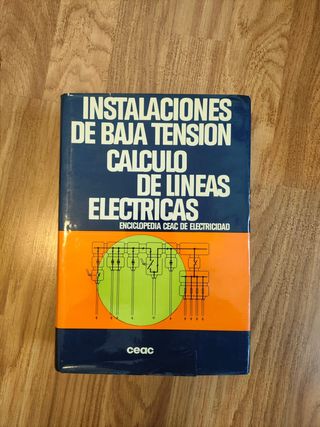 INSTALACIONES
DE BAJA TENSION
CALCULO
DE LINEAS
ELECTRICAS
ENCICLOPEDIA CEAC DE ELECTRICIDAD
ceac